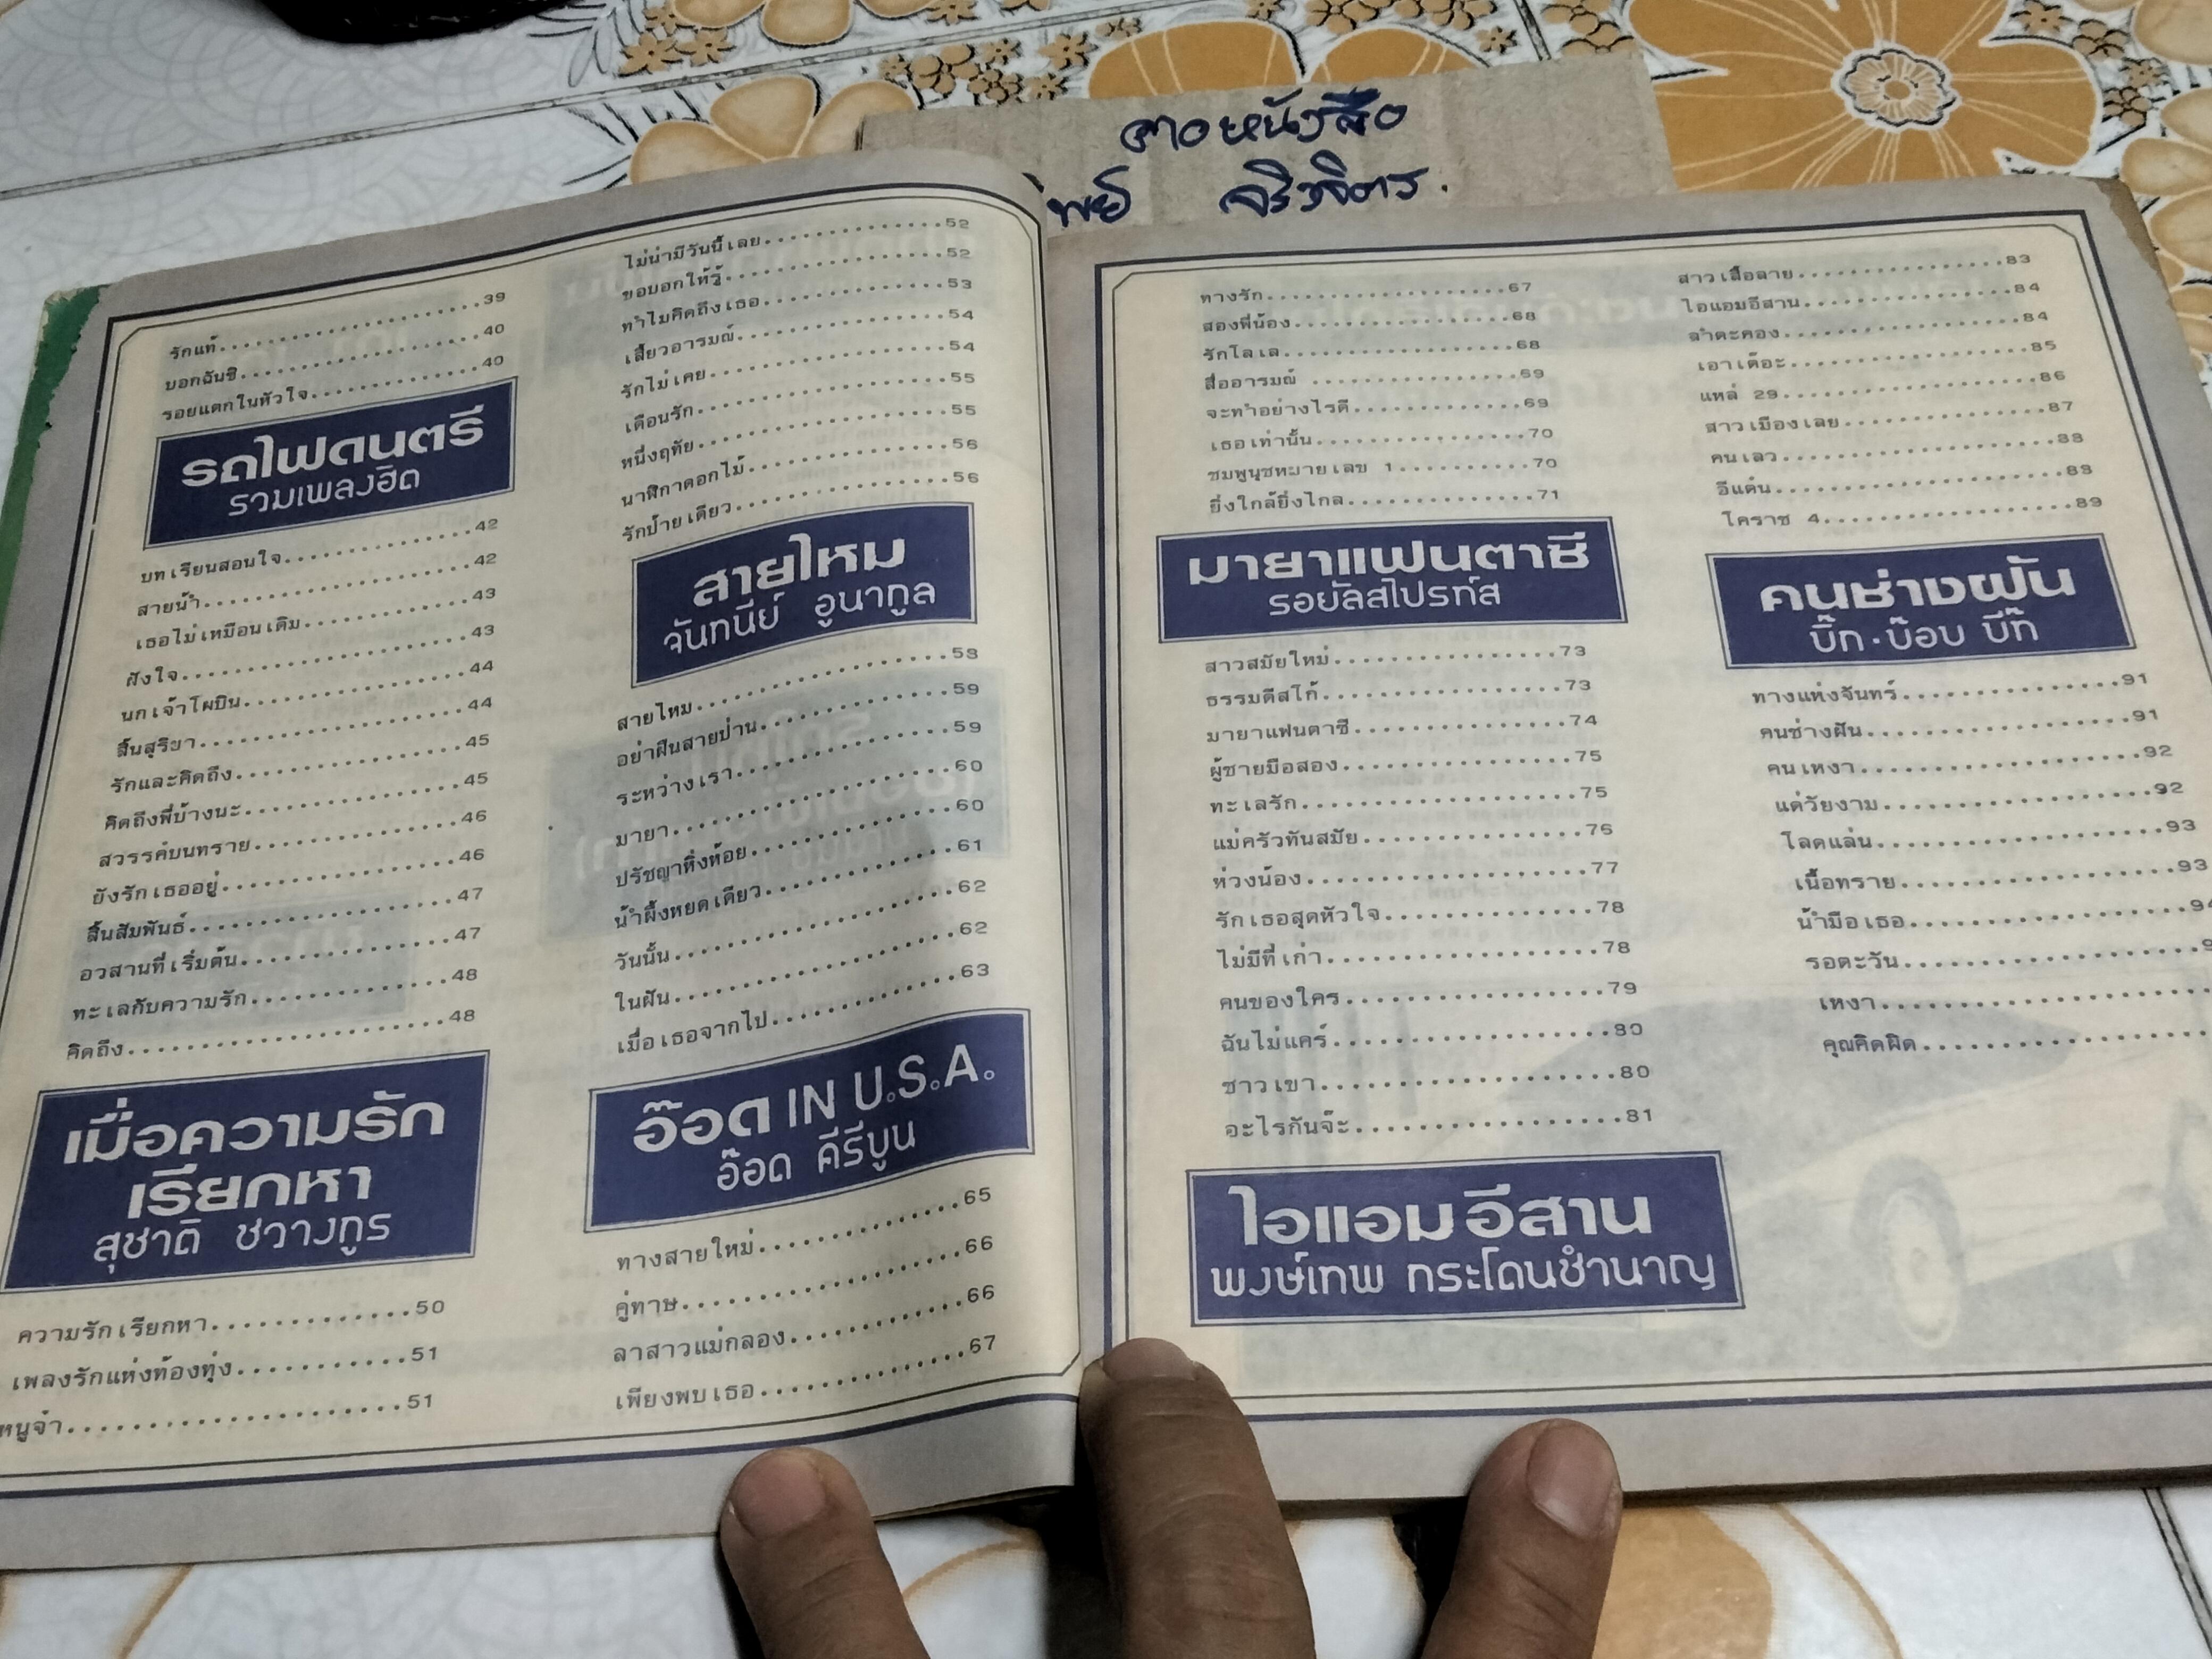 ตาอหนังสือ
จริงจิตร.
รักแท้....................39
บอกฉันซิ....................40
รอยแตกในหัวใจ....................40
รถไฟดนตรี
รวมเพลงฮิต
บทเรียนสอนใจ....................42
สายน้ำ....................42
เธอไม่เหมือนเดิม....................43
ฝังใจ....................43
นกเจ้าโผบิน....................44
สิ้นสุริยา....................44
รักและคิดถึง....................45
คิดถึงพี่บ้างนะ....................45
สวรรค์บนทราย....................46
ยังรักเธออยู่....................46
สิ้นสัมพันธ์....................47
อวสานที่เริ่มต้น....................47
ทะเลกับความรัก....................48
คิดถึง....................48
เมื่อความรัก
เรียกหา
สุชาติ ชวางกูร
ความรักเรียกหา....................50
เพลงรักแห่งท้องทุ่ง....................51
หนูจ๋า....................51
ไม่น่ามีวันนี้เลย....................52
ขอบอกให้รู้....................52
ทำไมคิดถึงเธอ....................53
เสี้ยวอารมณ์....................54
รักไม่เคย....................54
เดือนรัก....................55
หนึ่งฤทัย....................55
นาฬิกาดอกไม้....................56
รักป้ายเดียว....................56
สายไหม
จันทนีย์ อูนากูล
สายไหม....................58
อย่าฝืนสายป่าน....................59
ระหว่างเรา....................59
มายา....................60
ปรัชญาหิ่งห้อย....................60
น้ำผึ้งหยดเดียว....................61
วันนั้น....................62
ในฝัน....................62
เมื่อเธอจากไป....................63
อ๊อด IN U.S.A.
อ๊อด คีรีบูน
ทางสายใหม่....................65
คู่ทาษ....................66
ลาสาวแม่กลอง....................66
เพียงพบเธอ....................67
ทางรัก....................67
สองพี่น้อง....................68
รักโลเล....................68
สื่ออารมณ์ ....................69
จะทำอย่างไรดี....................69
เธอเท่านั้น....................70
ชมพูนุชหมายเลข 1..........70
ยิ่งใกล้ยิ่งไกล....................71
มายาแฟนตาซี
รอยัลสไปรท์ส
สาวสมัยใหม่....................73
ธรรมดีสโก้....................73
มายาแฟนตาซี....................74
ผู้ชายมือสอง....................75
ทะเลรัก....................75
แม่ครัวทันสมัย....................76
ห่วงน้อง....................77
รักเธอสุดหัวใจ....................78
ไม่มีที่เก่า....................78
คนของใคร....................79
ฉันไม่แคร์....................80
ชาวเขา....................80
อะไรกันจ๊ะ....................81
ไอแอมอีสาน
พงษ์เทพ กระโดนชำนาญ
สาวเสื้อลาย....................83
ไอแอมอีสาน....................84
ลำตะคอง....................84
เอาเต๊อะ....................85
แหล่ 29....................86
สาวเมืองเลย....................87
คนเลว....................88
อีแต๋น....................88
โคราช 4....................89
คนช่างฝัน
บิ๊ก·บ๊อบ บีท๊
ทางแห่งจันทร์....................91
คนช่างฝัน....................91
คนเหงา....................92
แด่วัยงาม....................92
โลดแล่น....................93
เนื้อทราย....................93
น้ำมือเธอ....................94
รอตะวัน....................9
เหงา....................
คุณคิดผิด....................